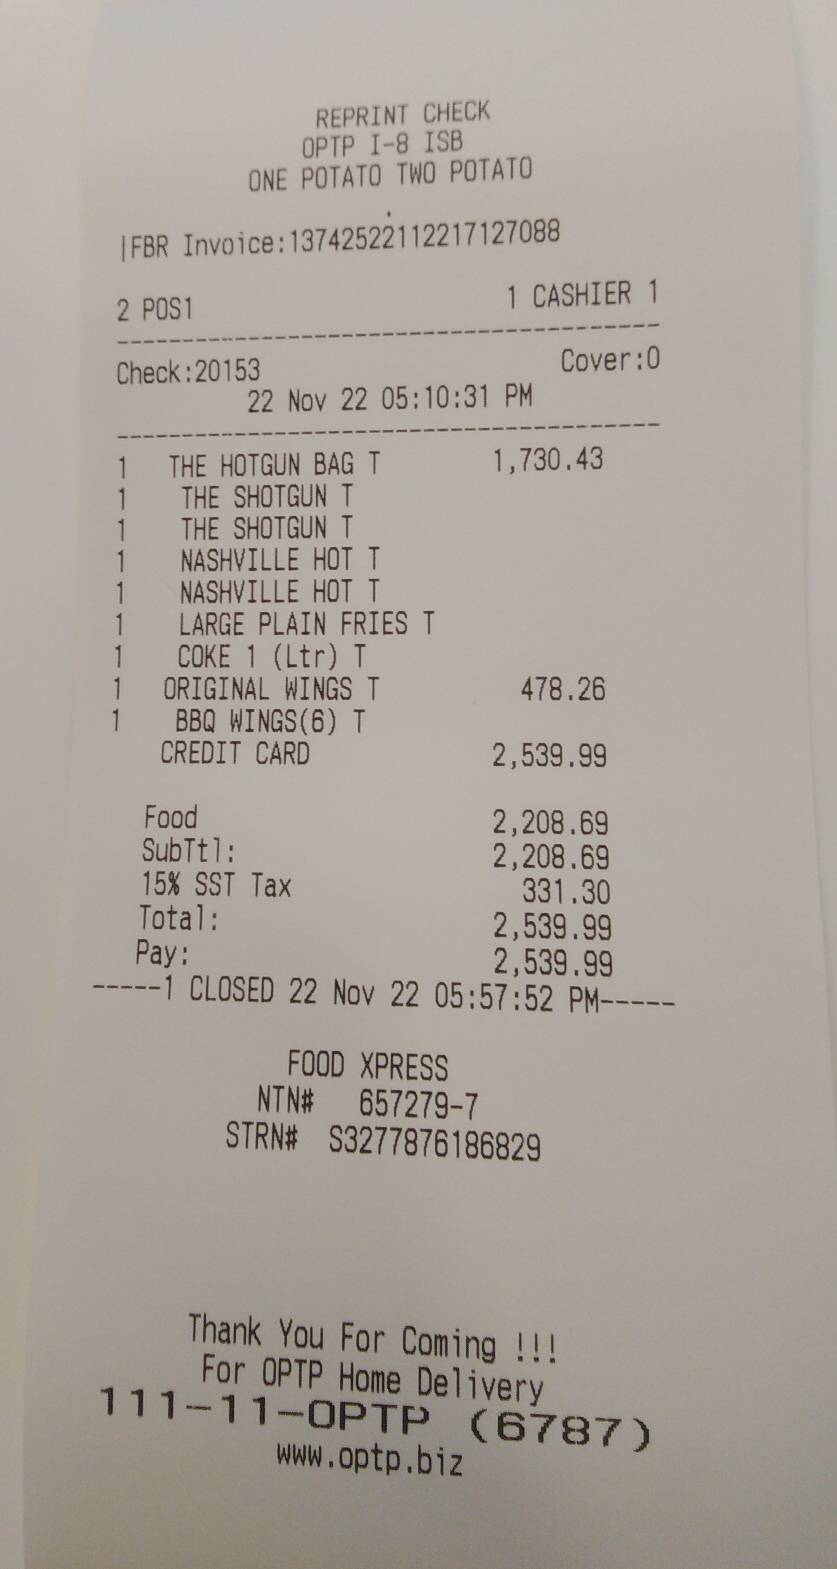 REPRINT CHECK
OPTP I-8 ISB
ONE POTATO TWO POTATO
|FBR Invoice:13742522112217127088
2 POS1 1 CASHIER 1
----------------------------------------
Check:20153 Cover:0
22 Nov 22 05:10:31 PM
----------------------------------------
1 THE HOTGUN BAG T 1,730.43
1 THE SHOTGUN T
1 THE SHOTGUN T
1 NASHVILLE HOT T
1 NASHVILLE HOT T
1 LARGE PLAIN FRIES T
1 COKE 1 (Ltr) T
1 ORIGINAL WINGS T 478.26
1 BBQ WINGS(6) T
CREDIT CARD 2,539.99
Food 2,208.69
SubTtl: 2,208.69
15% SST Tax 331.30
Total: 2,539.99
Pay: 2,539.99
-----1 CLOSED 22 Nov 22 05:57:52 PM-----
FOOD XPRESS
NTN# 657279-7
STRN# S3277876186829
Thank You For Coming !!!
For OPTP Home Delivery
111-11-OPTP (6787)
www.optp.biz